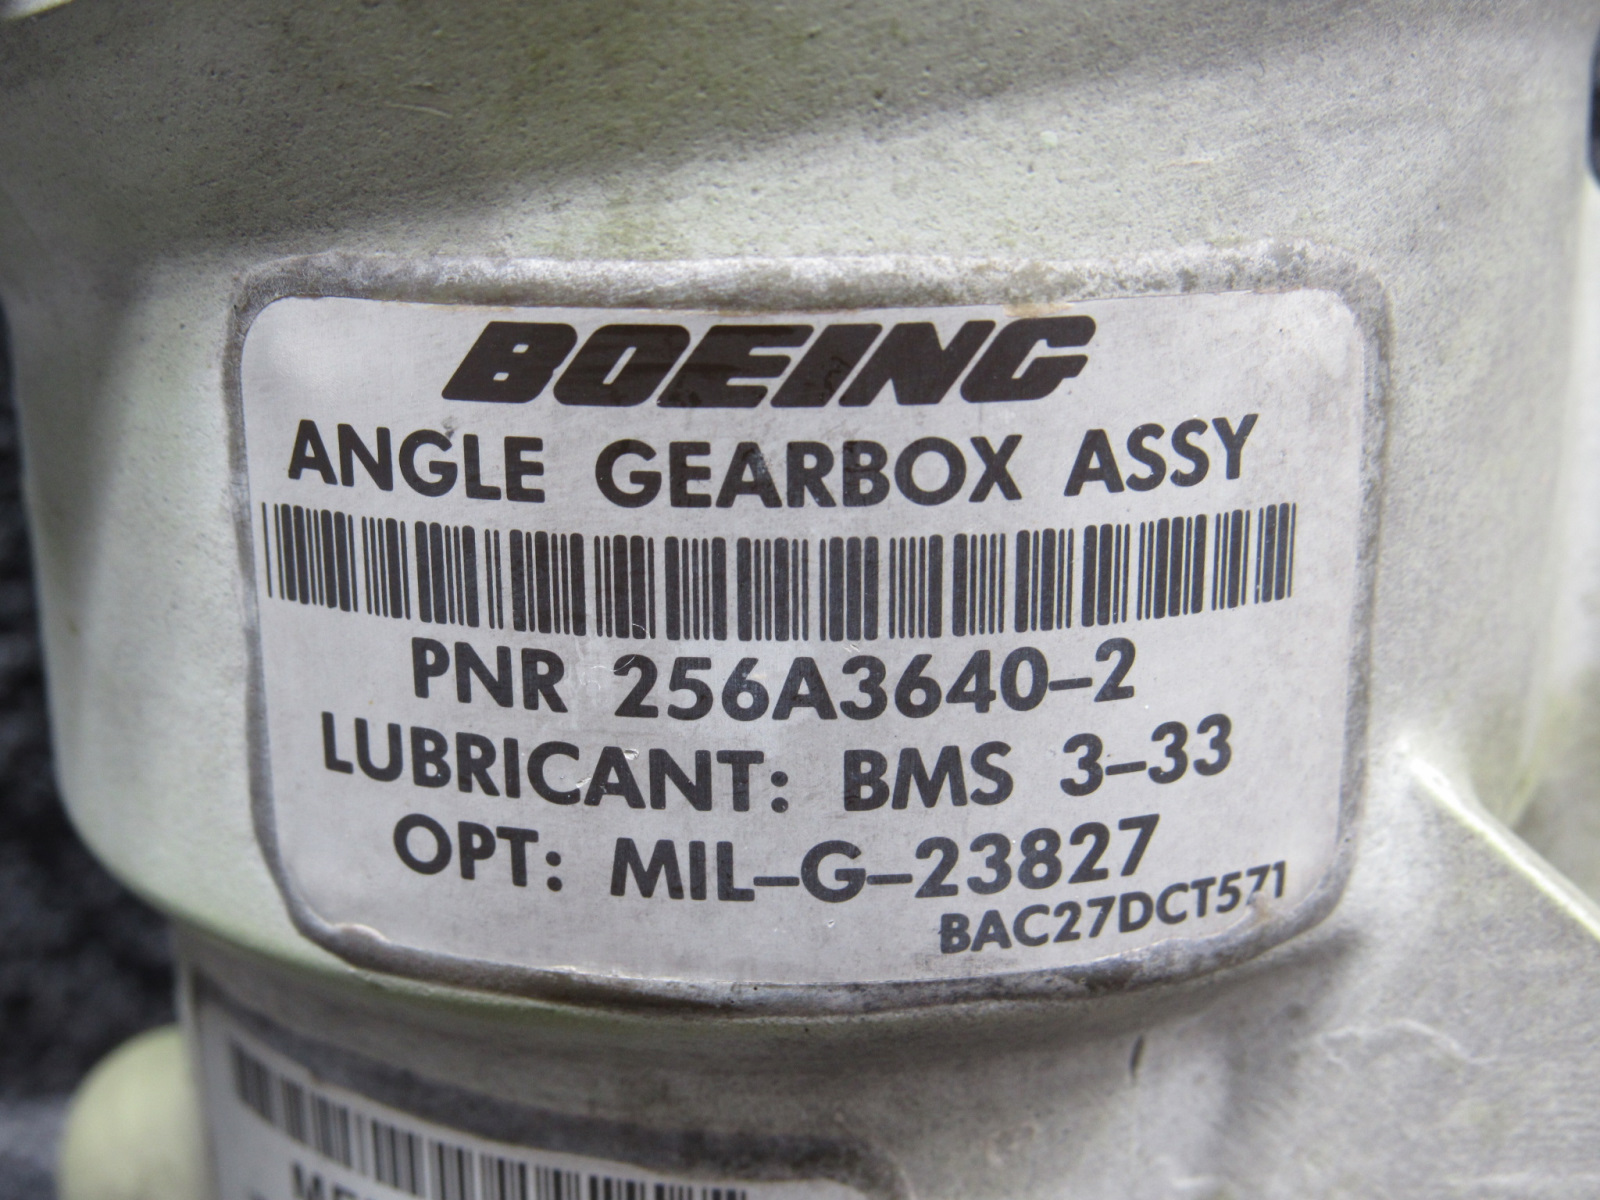 BOEING
ANGLE GEARBOX ASSY
PNR 256A3640-2
LUBRICANT: BMS 3-33
OPT: MIL-G-23827
BAC27DCT571